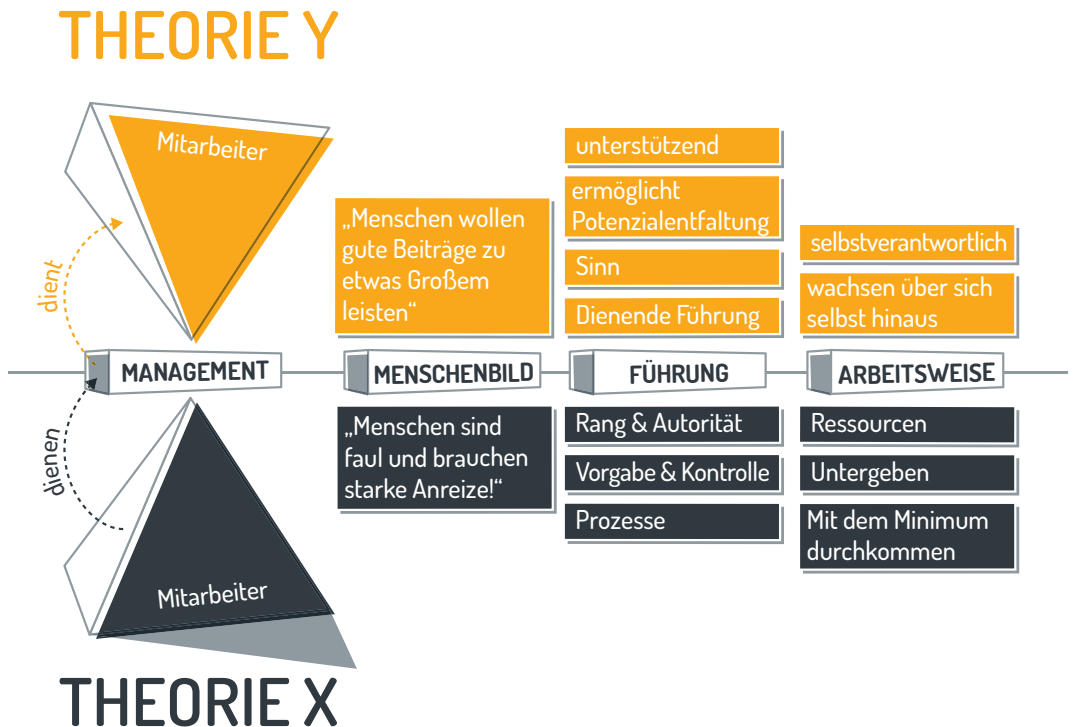 THEORIE Y
Mitarbeiter
dient
„Menschen wollen
gute Beiträge zu
etwas Großem
leisten“
unterstützend
ermöglicht
Potenzialentfaltung
Sinn
Dienende Führung
selbstverantwortlich
wachsen über sich
selbst hinaus
MANAGEMENT
MENSCHENBILD
FÜHRUNG
ARBEITSWEISE
dienen
Mitarbeiter
„Menschen sind
faul und brauchen
starke Anreize!“
Rang & Autorität
Vorgabe & Kontrolle
Prozesse
Ressourcen
Untergeben
Mit dem Minimum
durchkommen
THEORIE X